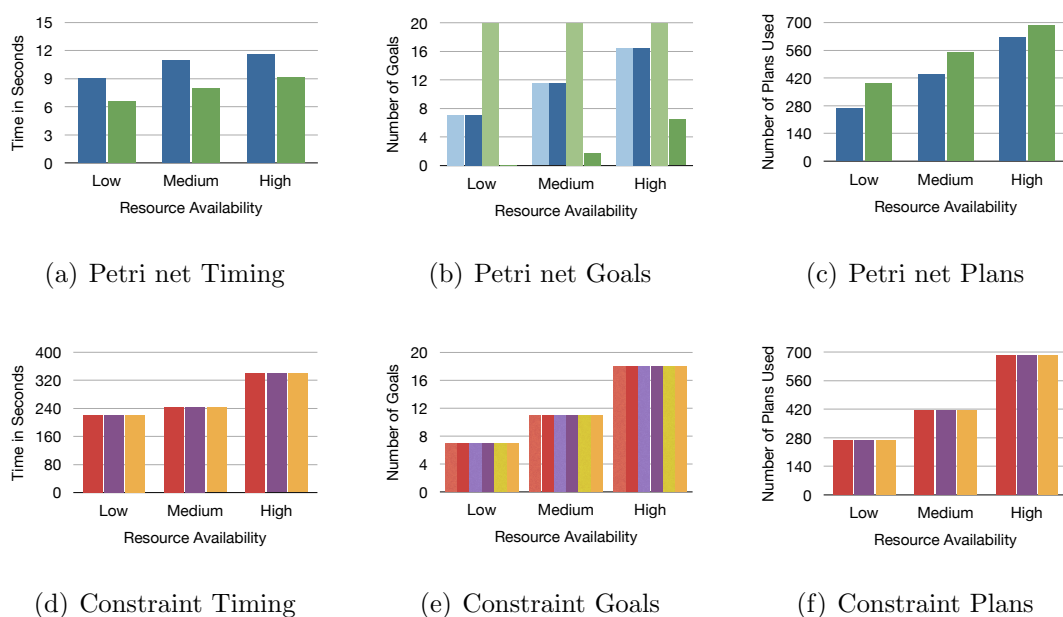 Time in Seconds
15
12
9
6
3
0
Low Medium High
Resource Availability
(a) Petri net Timing
Number of Goals
20
16
12
8
4
0
Low Medium High
Resource Availability
(b) Petri net Goals
Number of Plans Used
700
560
420
280
140
0
Low Medium High
Resource Availability
(c) Petri net Plans
Time in Seconds
400
320
240
160
80
0
Low Medium High
Resource Availability
(d) Constraint Timing
Number of Goals
20
16
12
8
4
0
Low Medium High
Resource Availability
(e) Constraint Goals
Number of Plans Used
700
560
420
280
140
0
Low Medium High
Resource Availability
(f) Constraint Plans